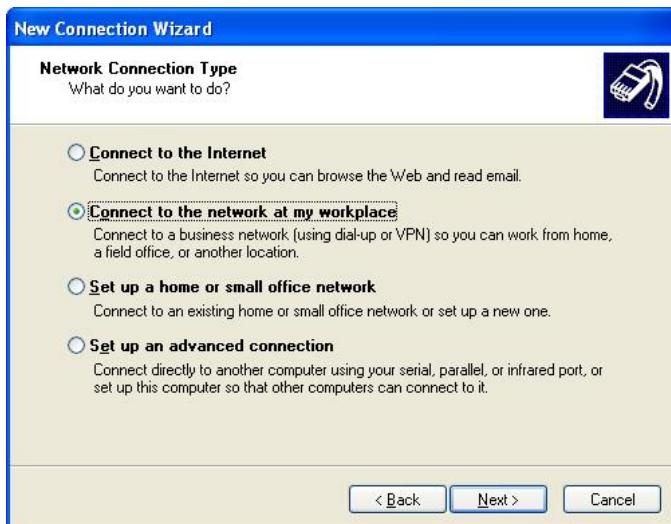 New Connection Wizard
Network Connection Type
What do you want to do?
Connect to the Internet
Connect to the Internet so you can browse the Web and read email.
Connect to the network at my workplace
Connect to a business network (using dial-up or VPN) so you can work from home,
a field office, or another location.
Set up a home or small office network
Connect to an existing home or small office network or set up a new one.
Set up an advanced connection
Connect directly to another computer using your serial, parallel, or infrared port, or
set up this computer so that other computers can connect to it.
< Back Next > Cancel